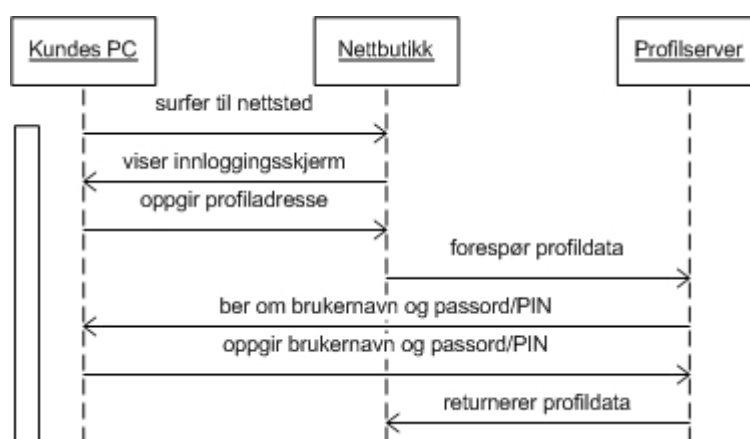 Kundes PC
Nettbutikk
Profilserver
surfer til nettsted
viser innloggingsskjerm
oppgir profiladresse
forespør profildata
ber om brukernavn og passord/PIN
oppgir brukernavn og passord/PIN
returnerer profildata